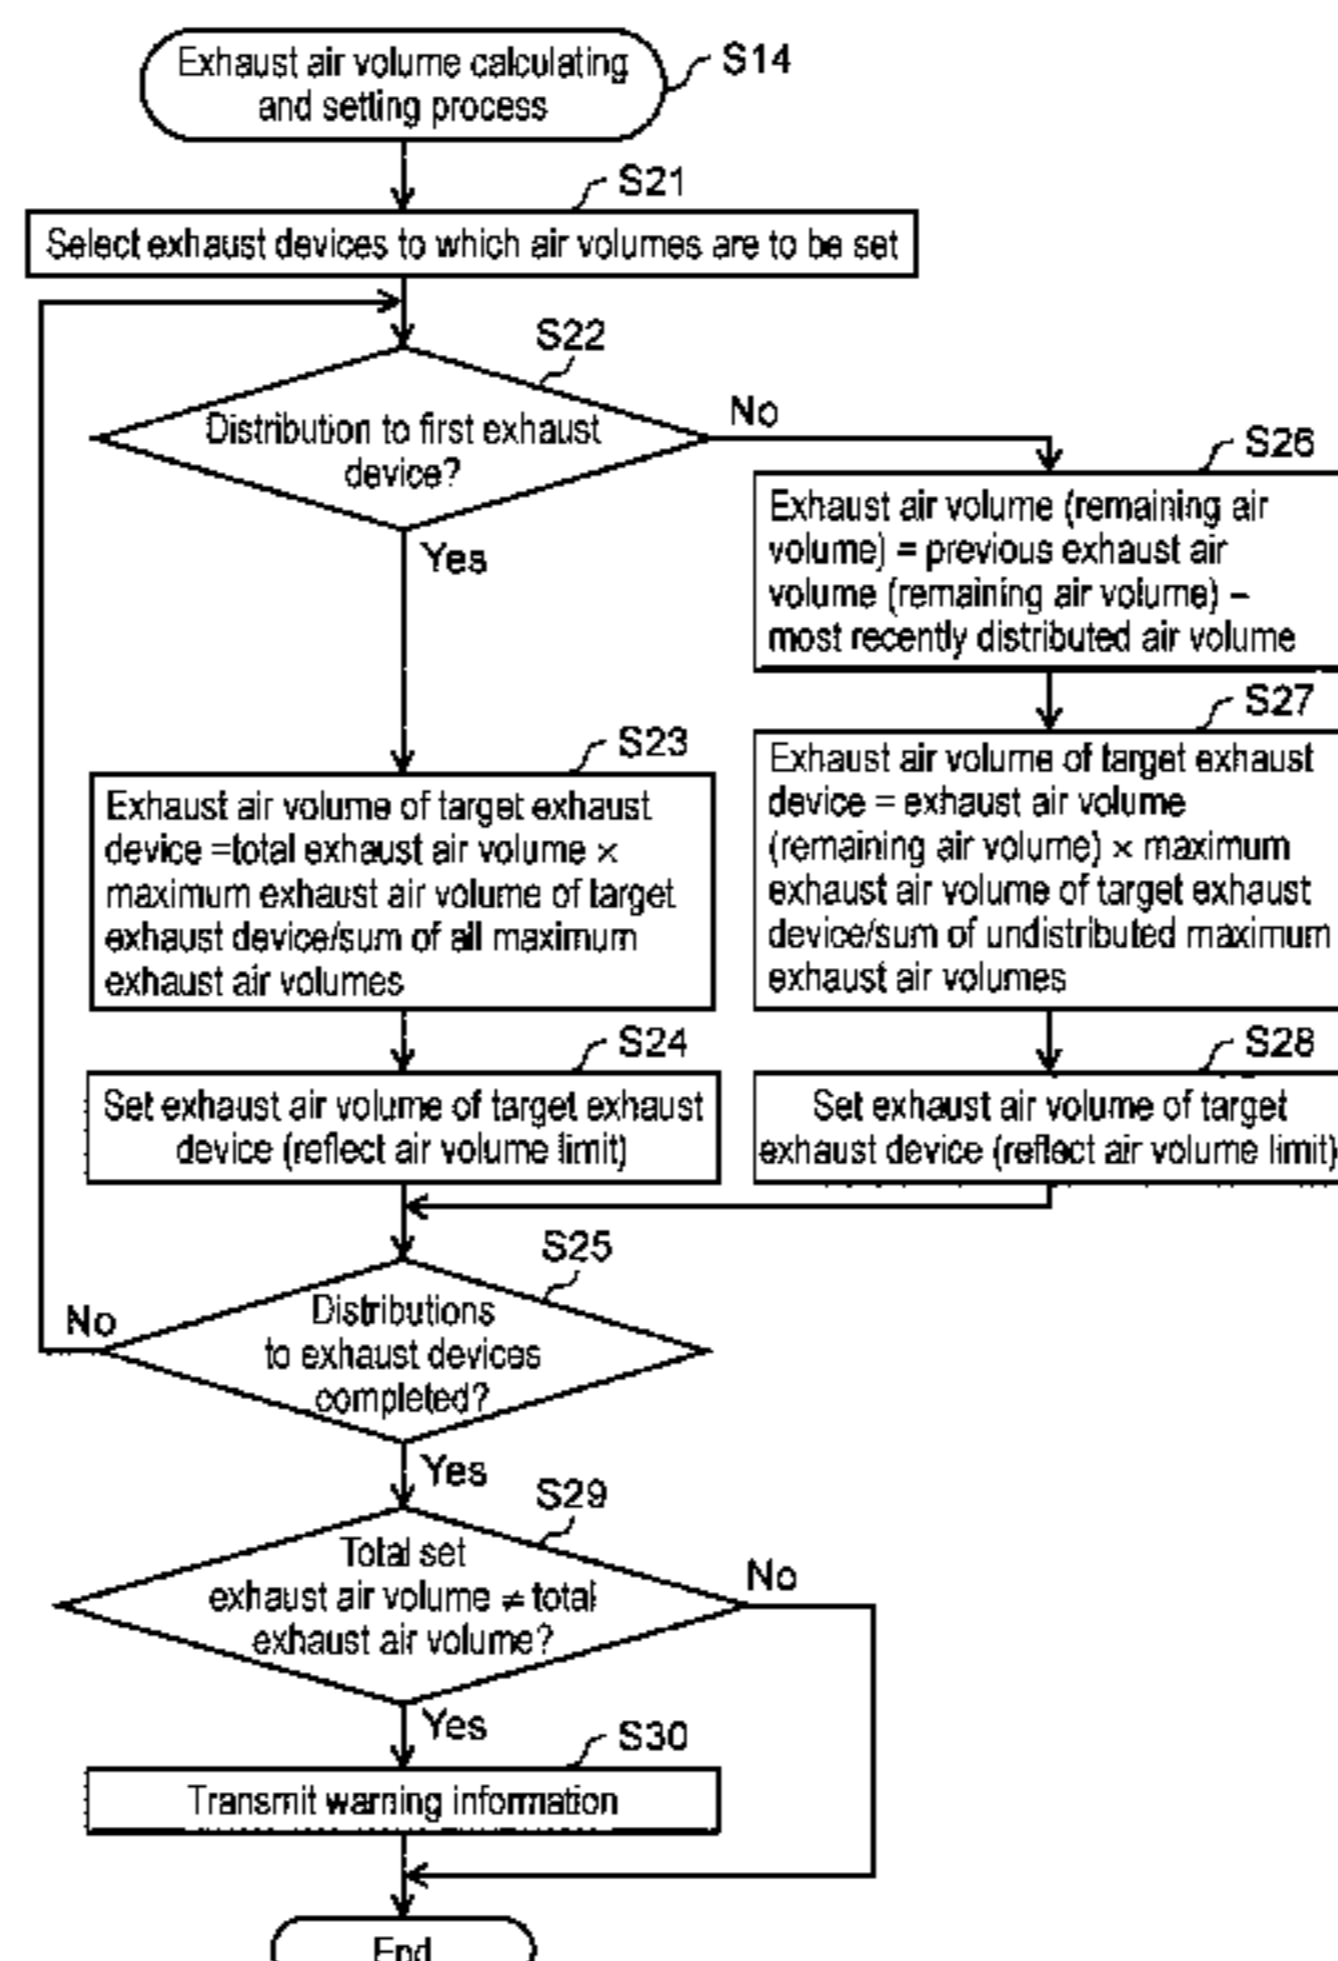 Exhaust air volume calculating
and setting process
S14
S21
Select exhaust devices to which air volumes are to be set
S22
Distribution to first exhaust
device?
No
Yes
S26
Exhaust air volume (remaining air
volume) = previous exhaust air
volume (remaining air volume) –
most recently distributed air volume
S27
Exhaust air volume of target exhaust
device = exhaust air volume
(remaining air volume) × maximum
exhaust air volume of target exhaust
device/sum of undistributed maximum
exhaust air volumes
S23
Exhaust air volume of target exhaust
device =total exhaust air volume ×
maximum exhaust air volume of target
exhaust device/sum of all maximum
exhaust air volumes
S24
Set exhaust air volume of target exhaust
device (reflect air volume limit)
S28
Set exhaust air volume of target
exhaust device (reflect air volume limit)
S25
Distributions
to exhaust devices
completed?
No
Yes
S29
Total set
exhaust air volume ≠ total
exhaust air volume?
No
Yes
S30
Transmit warning information
End